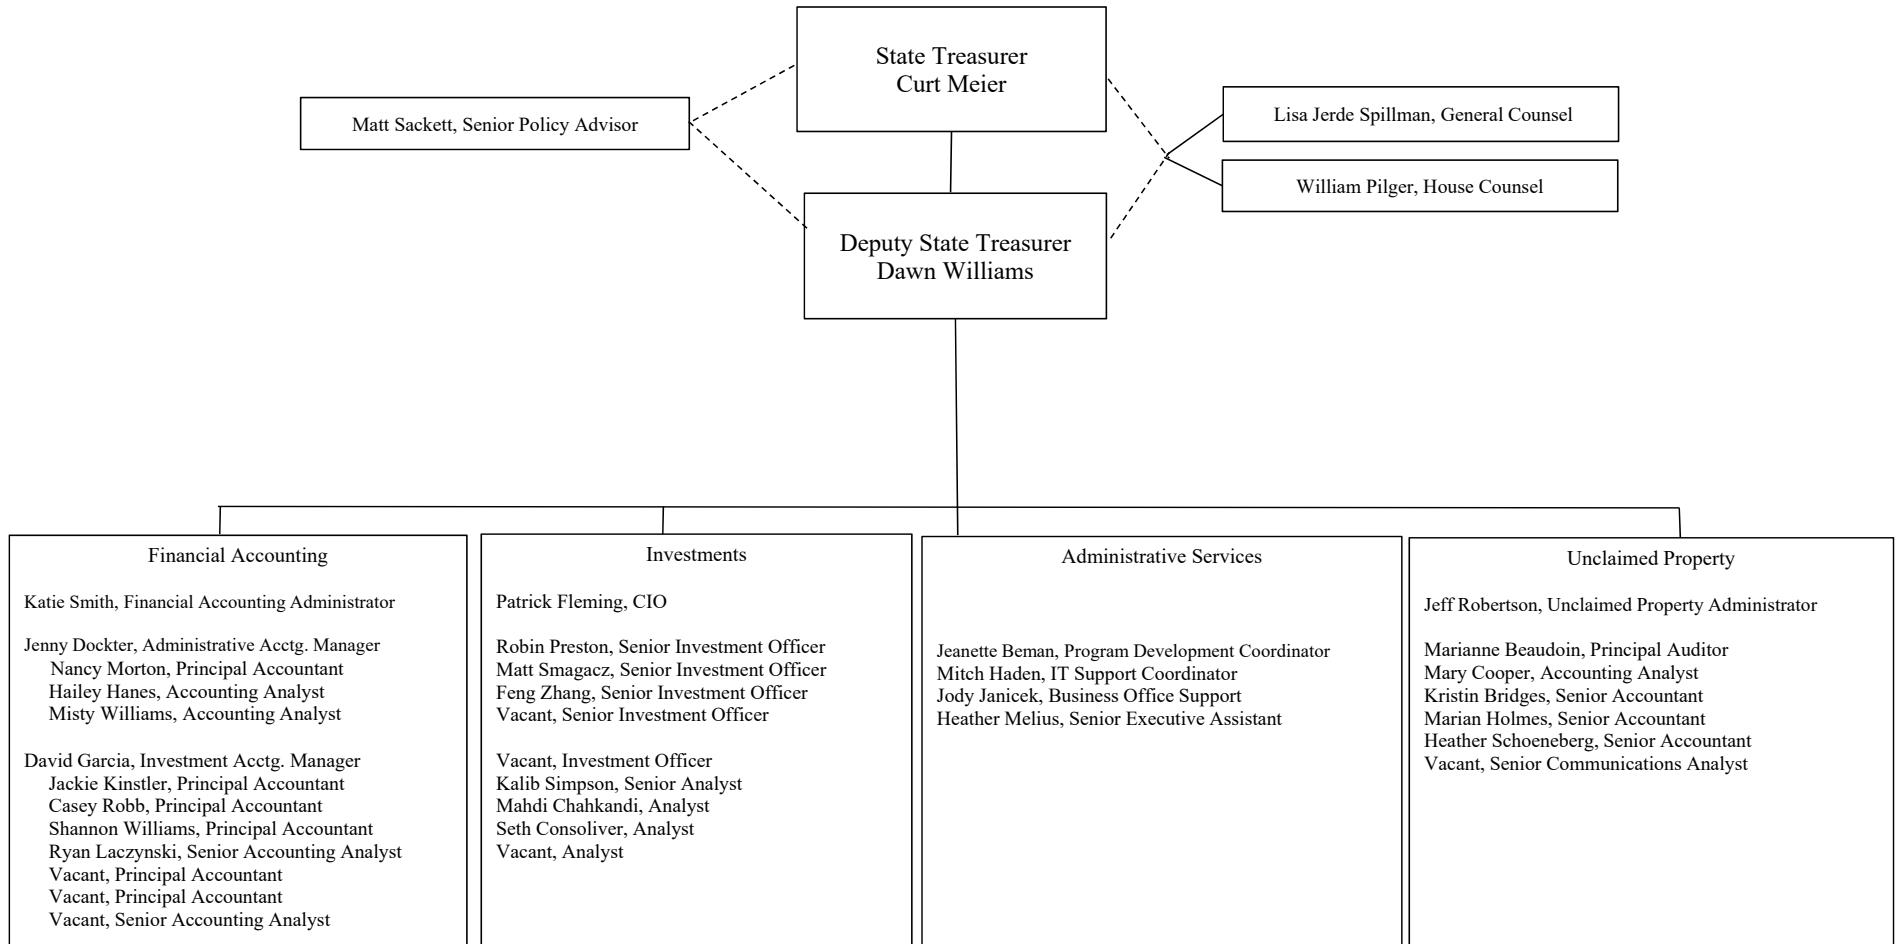 State Treasurer
Curt Meier
Matt Sackett, Senior Policy Advisor
Lisa Jerde Spillman, General Counsel
William Pilger, House Counsel
Deputy State Treasurer
Dawn Williams
Financial Accounting
Katie Smith, Financial Accounting Administrator
Jenny Dockter, Administrative Acctg. Manager
Nancy Morton, Principal Accountant
Hailey Hanes, Accounting Analyst
Misty Williams, Accounting Analyst
David Garcia, Investment Acctg. Manager
Jackie Kinstler, Principal Accountant
Casey Robb, Principal Accountant
Shannon Williams, Principal Accountant
Ryan Laczynski, Senior Accounting Analyst
Vacant, Principal Accountant
Vacant, Principal Accountant
Vacant, Senior Accounting Analyst
Investments
Patrick Fleming, CIO
Robin Preston, Senior Investment Officer
Matt Smagacz, Senior Investment Officer
Feng Zhang, Senior Investment Officer
Vacant, Senior Investment Officer
Vacant, Investment Officer
Kalib Simpson, Senior Analyst
Mahdi Chahkandi, Analyst
Seth Consoliver, Analyst
Vacant, Analyst
Administrative Services
Jeanette Beman, Program Development Coordinator
Mitch Haden, IT Support Coordinator
Jody Janicek, Business Office Support
Heather Melius, Senior Executive Assistant
Unclaimed Property
Jeff Robertson, Unclaimed Property Administrator
Marianne Beaudoin, Principal Auditor
Mary Cooper, Accounting Analyst
Kristin Bridges, Senior Accountant
Marian Holmes, Senior Accountant
Heather Schoeneberg, Senior Accountant
Vacant, Senior Communications Analyst